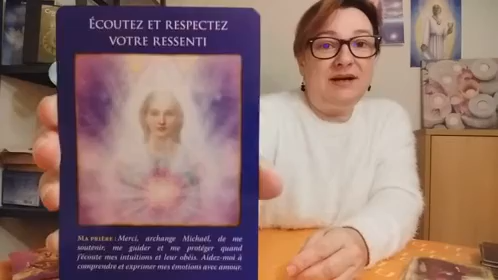 ÉCOUTEZ ET RESPECTEZ
VOTRE RESSENTI
MA PRIÈRE : Merci, archange Michaël, de me
soutenir, me guider et me protéger quand
j'écoute mes intuitions et leur obéis. Aidez-moi à
comprendre et exprimer mes émotions avec amour.